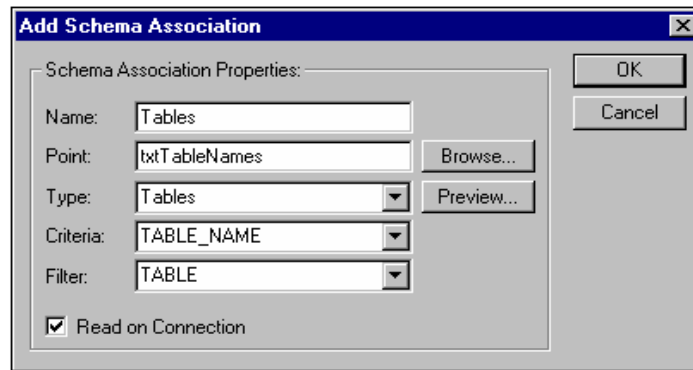 Add Schema Association
Schema Association Properties:
OK
Name: Tables
Cancel
Point: txtTableNames Browse...
Type: Tables Preview...
Criteria: TABLE_NAME
Filter: TABLE
Read on Connection